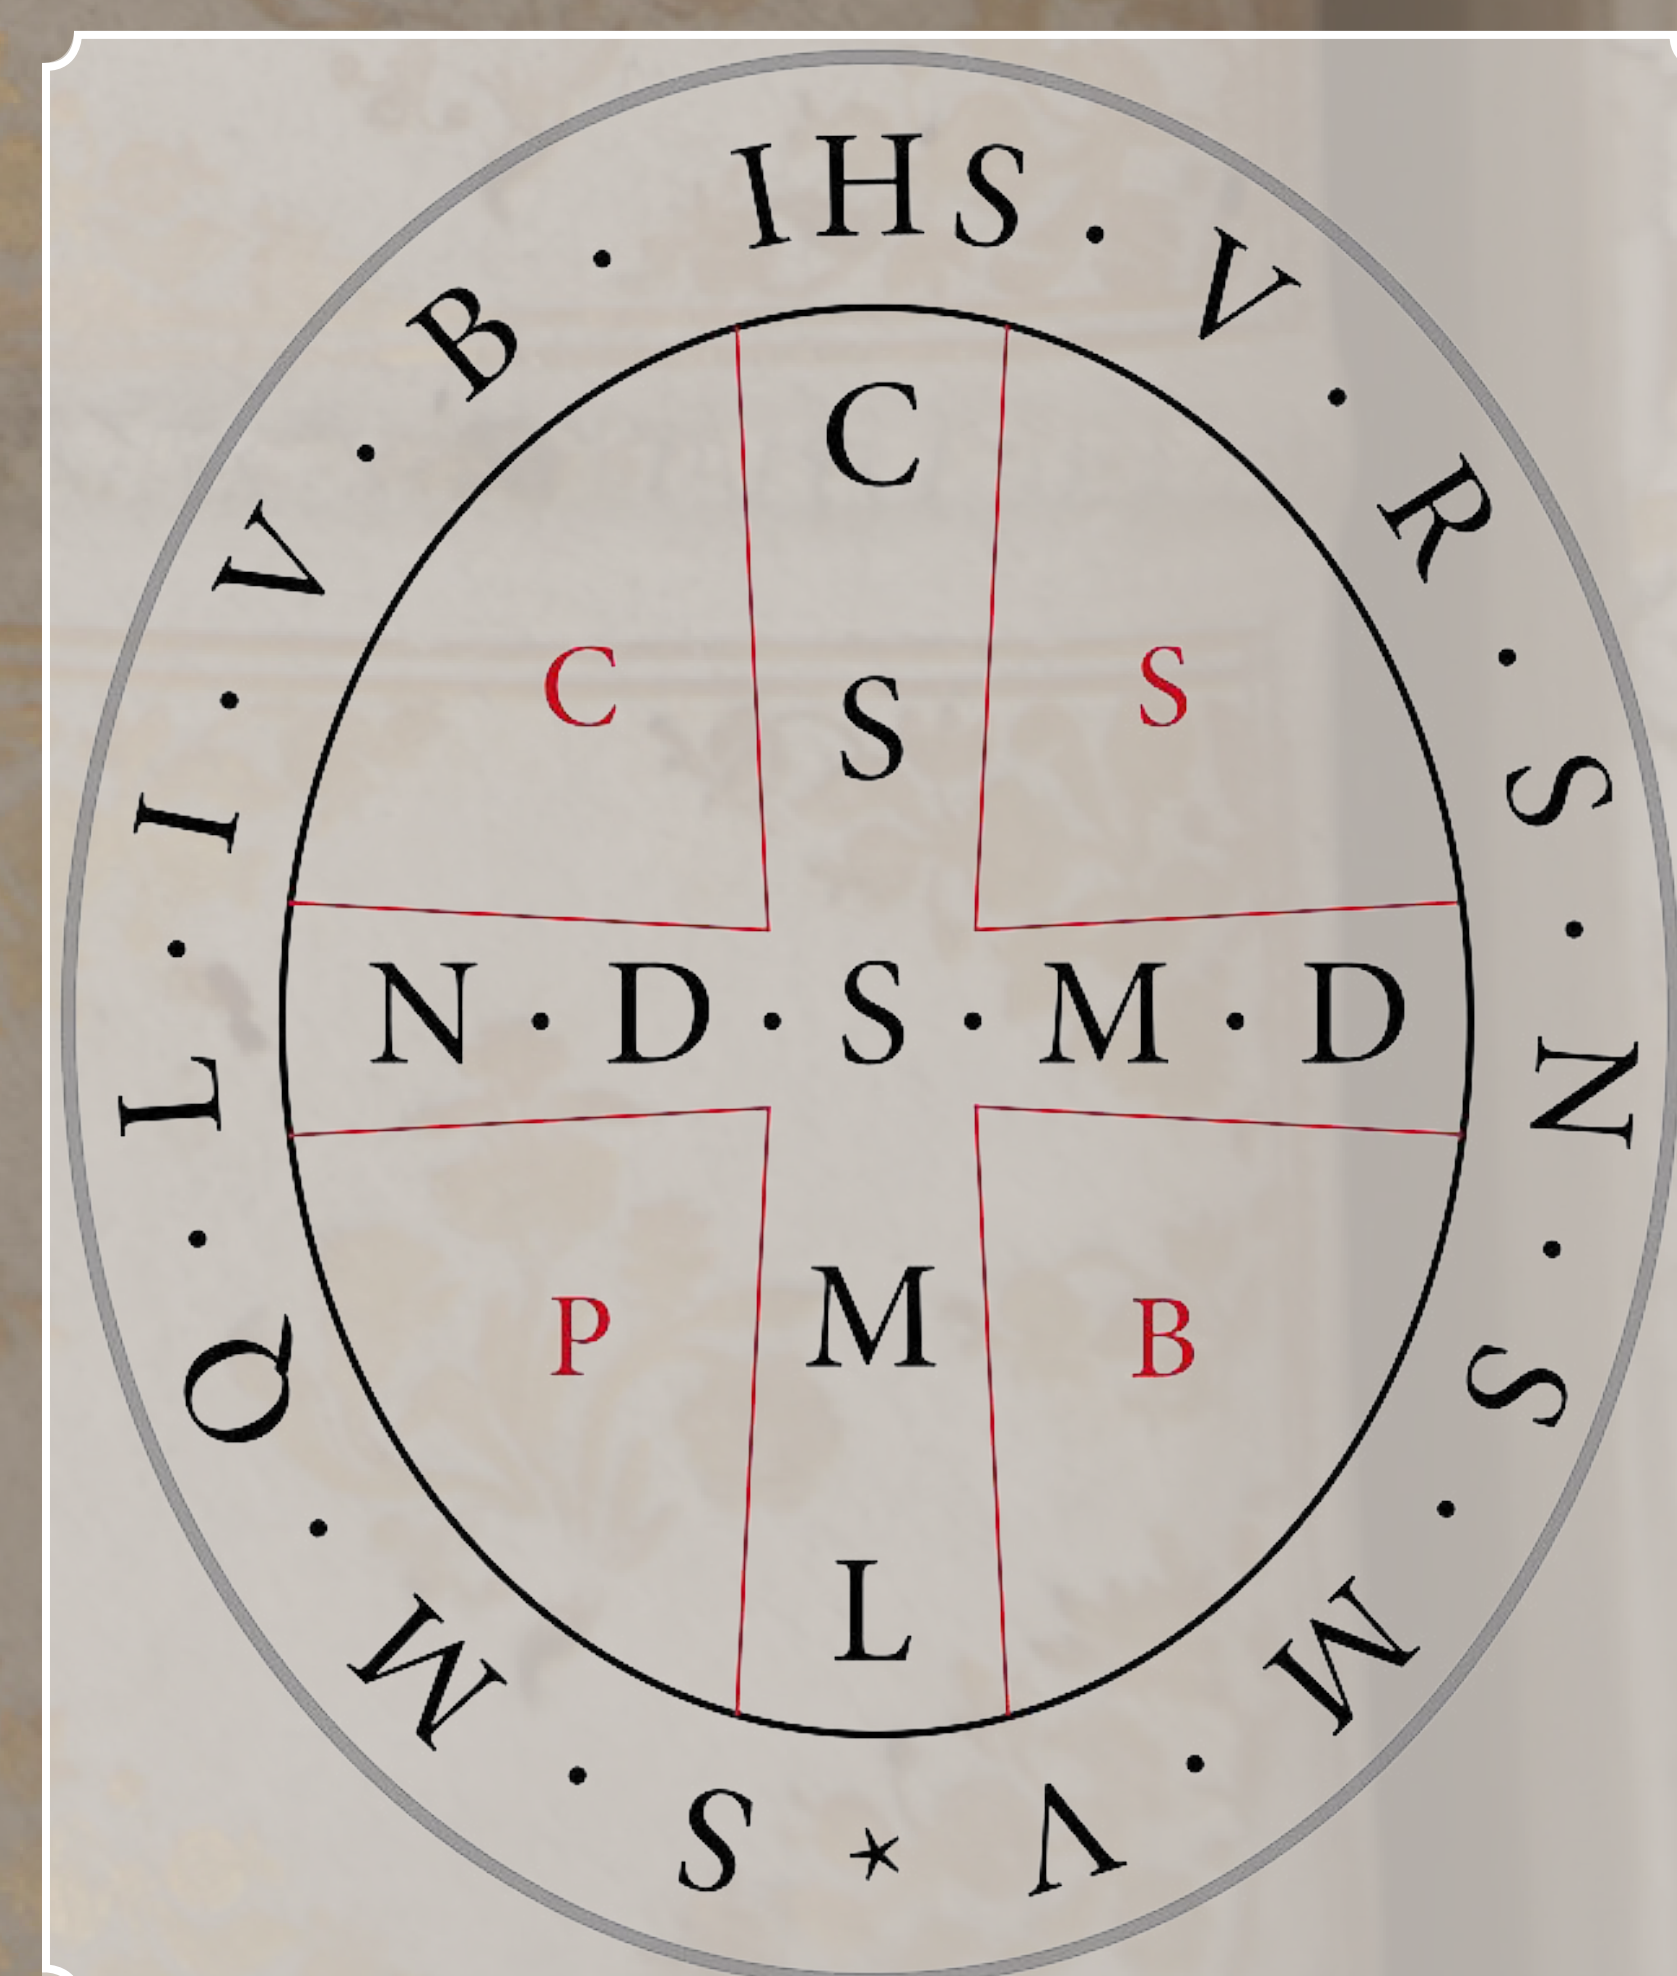 IHS · V · R · S · N · S · M · V ⋆ S · M · Q · L · I · V · B ·
C
C S
S
N · D · S · M · D
M
P B
L